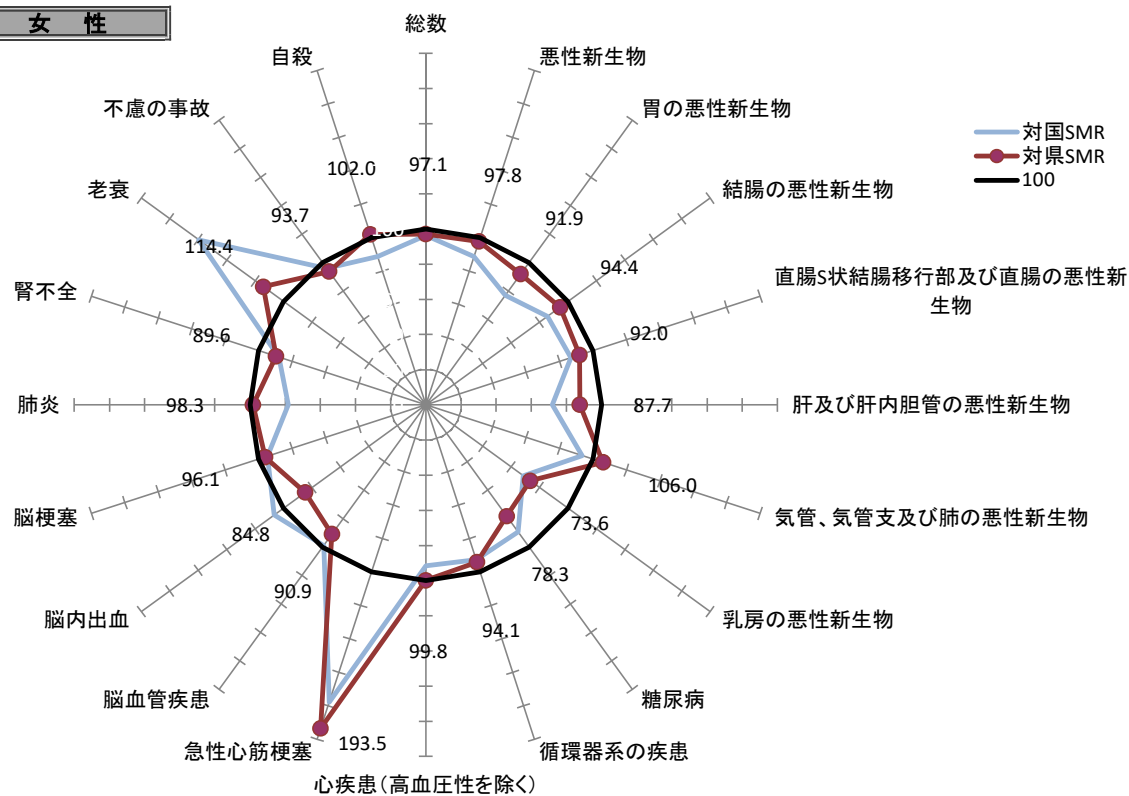 女 性
総数
悪性新生物
胃の悪性新生物
結腸の悪性新生物
直腸S状結腸移行部及び直腸の悪性新
生物
肝及び肝内胆管の悪性新生物
気管、気管支及び肺の悪性新生物
乳房の悪性新生物
糖尿病
循環器系の疾患
心疾患(高血圧性を除く)
急性心筋梗塞
脳血管疾患
脳内出血
脳梗塞
肺炎
腎不全
老衰
不慮の事故
自殺
97.1
97.8
91.9
94.4
92.0
87.7
106.0
73.6
78.3
94.1
99.8
193.5
90.9
84.8
96.1
98.3
89.6
114.4
93.7
102.0
100
対国SMR
対県SMR
100